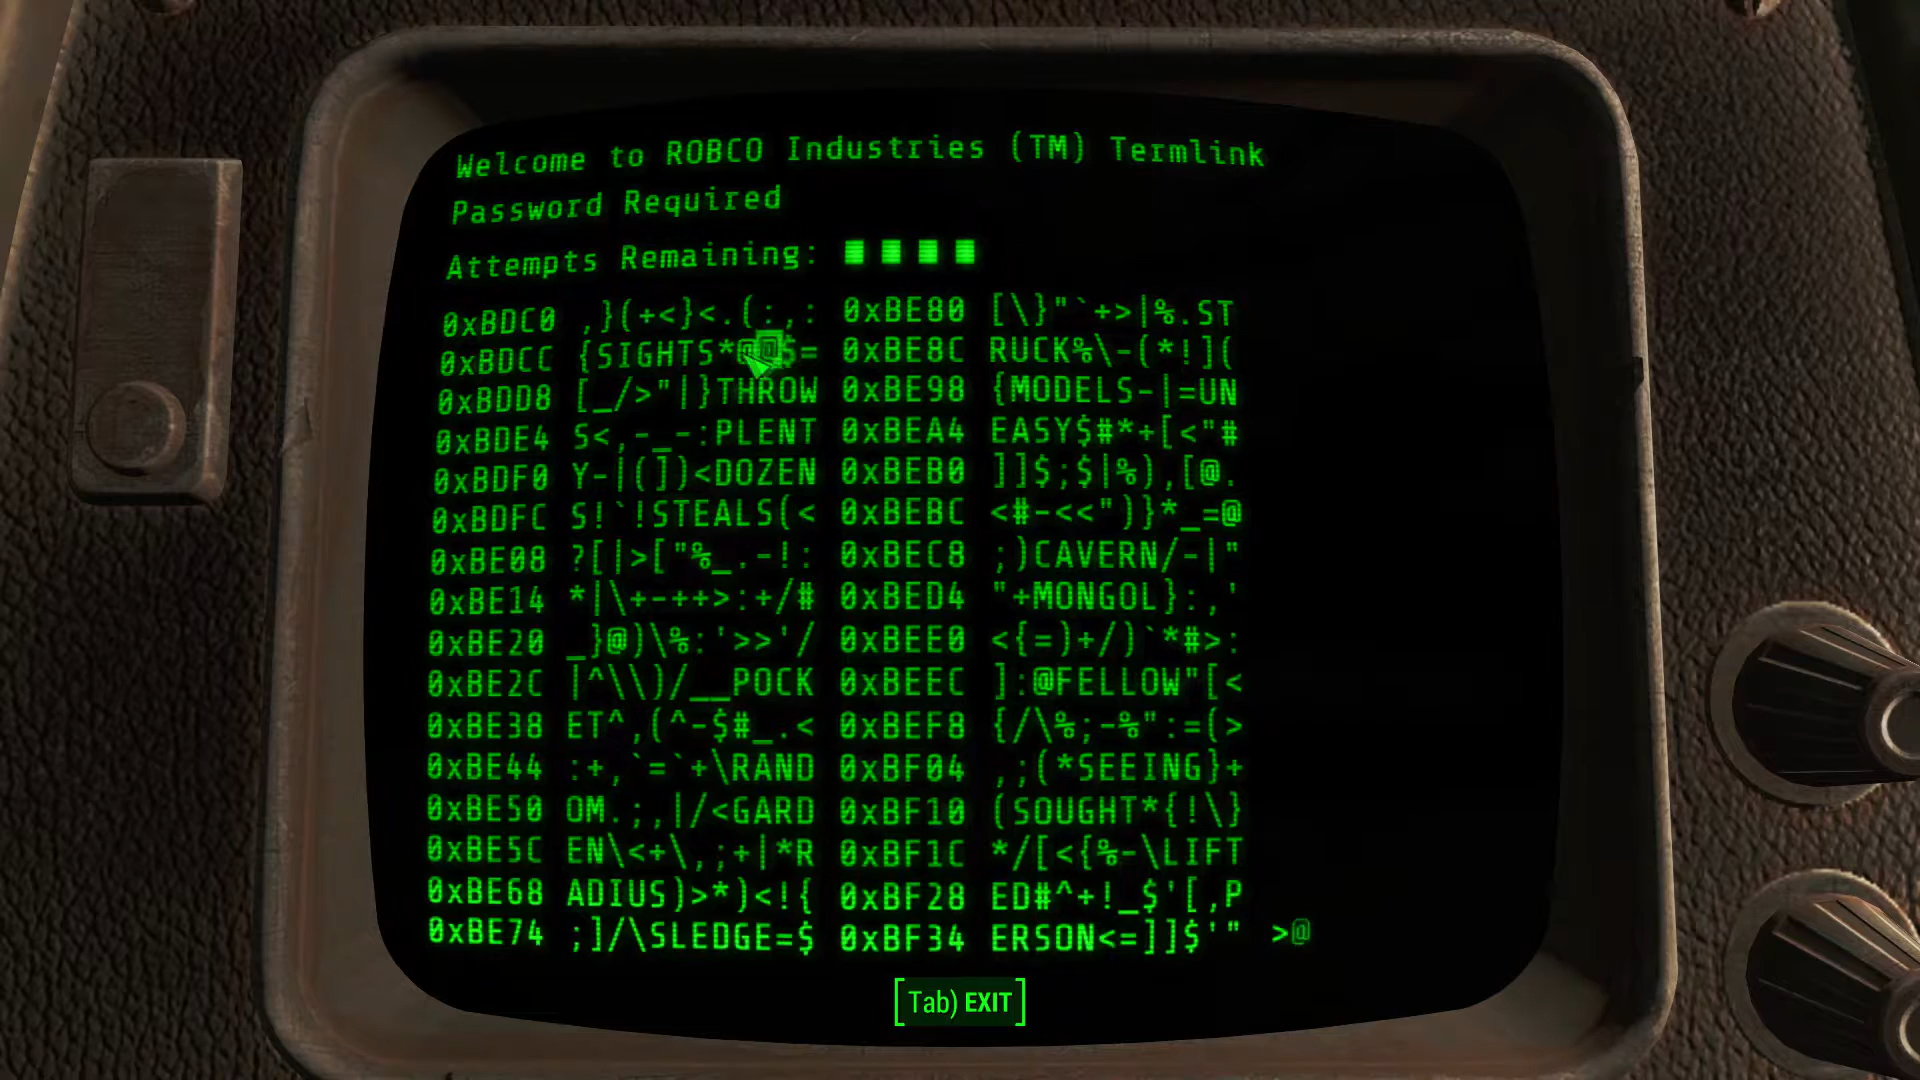 Welcome to ROBCO Industries (TM) Termlink
Password Required
Attempts Remaining: ■ ■ ■ ■
0xBDC0 ,}(+<}<.(:,: 0xBE80 [\}"`+>|%.ST
0xBDCC {SIGHTS*@@$= 0xBE8C RUCK%\-(*!](
0xBDD8 [_/>"|}THROW 0xBE98 {MODELS-|=UN
0xBDE4 S<,-_-:PLENT 0xBEA4 EASY$#*+[<"#
0xBDF0 Y-|(])<DOZEN 0xBEB0 ]]$;$|%),[@.
0xBDFC S!`!STEALS(< 0xBEBC <#-<<")}*_=@
0xBE08 ?[|>["%_.-!: 0xBEC8 ;)CAVERN/-|"
0xBE14 *|\+-++>:+/# 0xBED4 "+MONGOL}:,'
0xBE20 _}@)\%:'>>'/ 0xBEE0 <{=)+/)`*#>:
0xBE2C |^\\)/__POCK 0xBEEC ]:@FELLOW"[<
0xBE38 ET^,(^-$#_.< 0xBEF8 {/\%;-%":=(>
0xBE44 :+,`=`+\RAND 0xBF04 ,;(*SEEING}+
0xBE50 OM.;,|/<GARD 0xBF10 (SOUGHT*{!\}
0xBE5C EN\<+\,;+|*R 0xBF1C */[<{%-\LIFT
0xBE68 ADIUS)>*)<!{ 0xBF28 ED#^+!_$'[,P
0xBE74 ;]/\SLEDGE=$ 0xBF34 ERSON<=]]$'" >@
[Tab) EXIT]